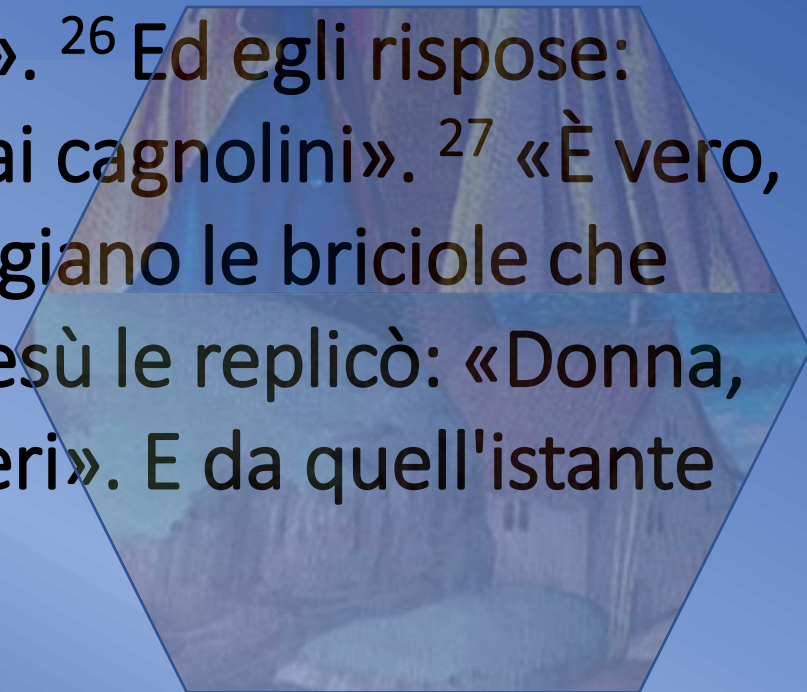 ». 26 Ed egli rispose:
ai cagnolini». 27 «È vero,
giano le briciole che
esù le replicò: «Donna,
eri». E da quell'istante